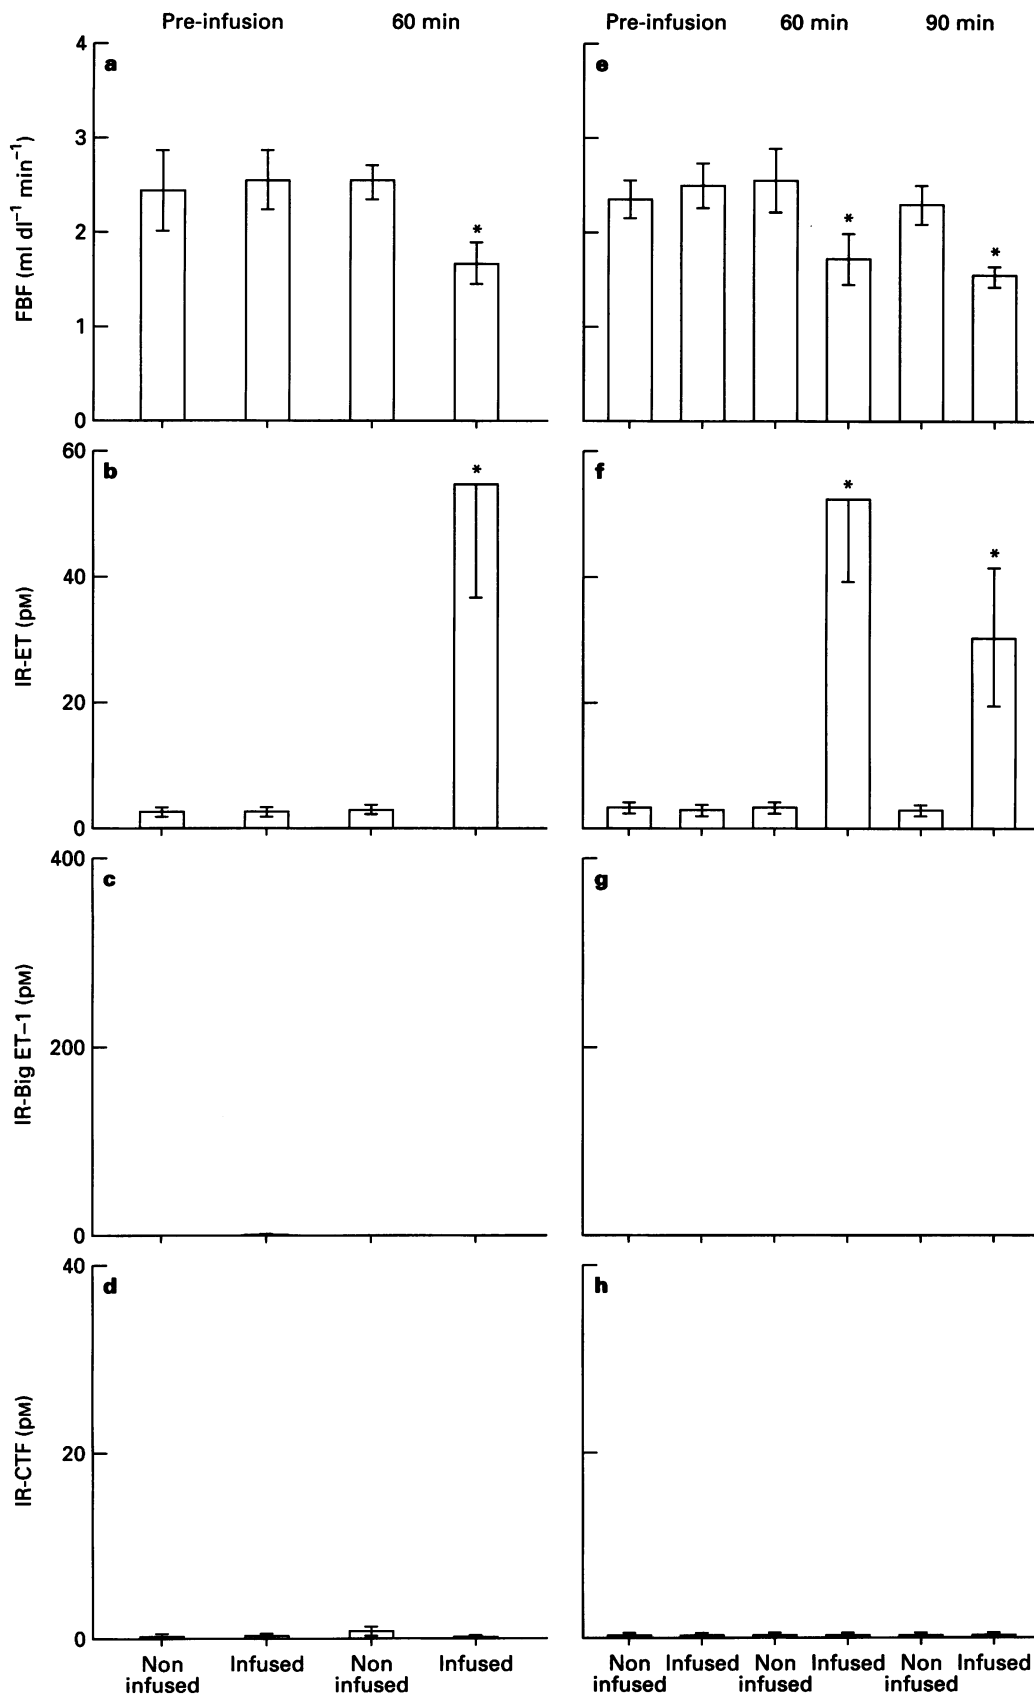 Pre-infusion 60 min Pre-infusion 60 min 90 min
a
e
FBF (ml dl⁻¹ min⁻¹)
4
3
2
1
0
*
*
*
b
f
IR-ET (pM)
60
40
20
0
*
*
*
c
g
IR-Big ET–1 (pM)
400
200
0
d
h
IR-CTF (pM)
40
20
0
Non infused Infused Non infused Infused
Non infused Infused Non infused Infused Non infused Infused